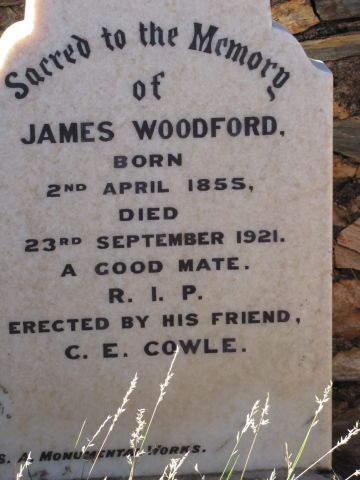 Sacred to the Memory
of
JAMES WOODFORD,
BORN
2ND APRIL 1855,
DIED
23RD SEPTEMBER 1921.
A GOOD MATE.
R. I. P.
ERECTED BY HIS FRIEND,
C. E. COWLE.
S. A. MONUMENTAL WORKS.